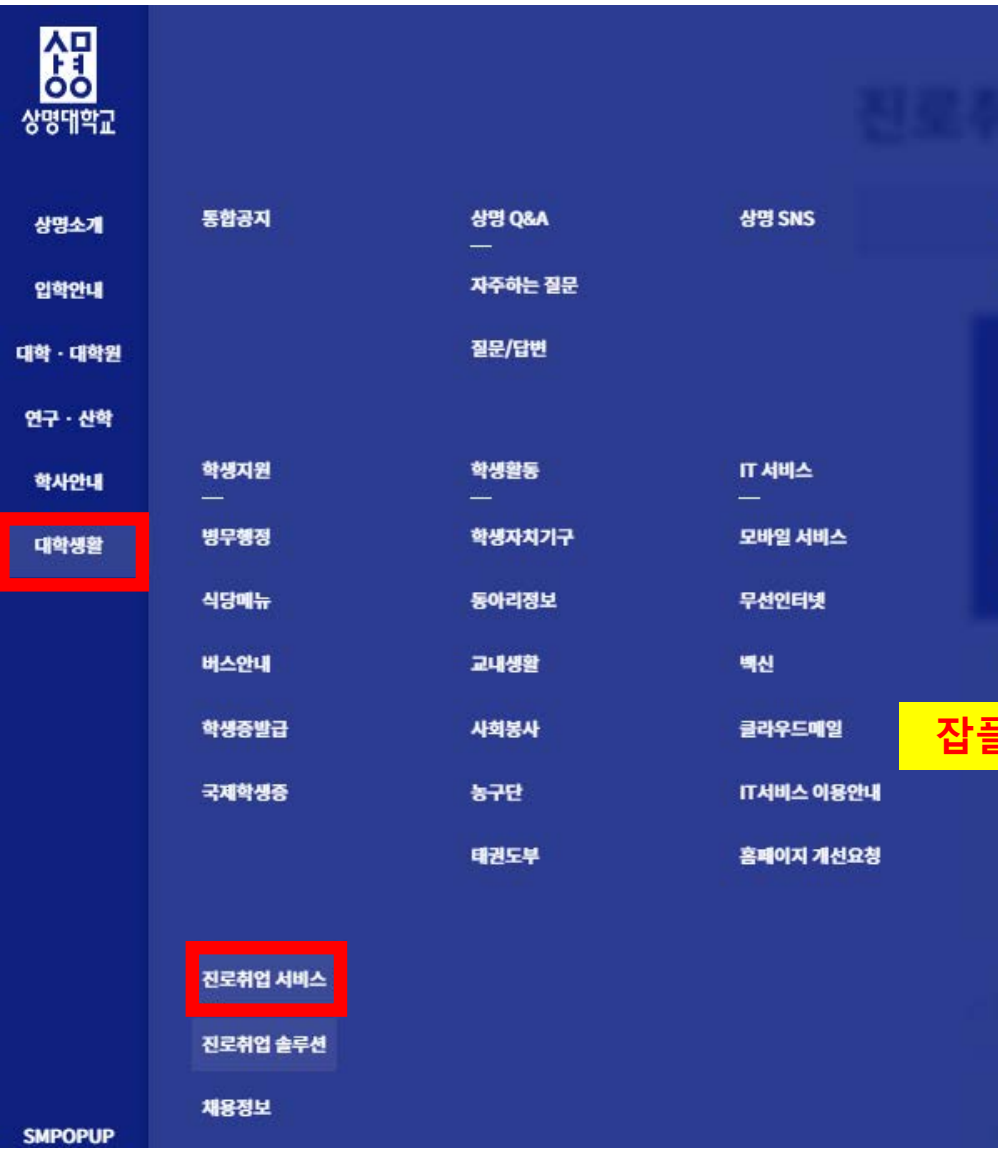 상명
상명대학교
상명소개
입학안내
대학 · 대학원
연구 · 산학
학사안내
대학생활
SMPOPUP
통합공지
상명 Q&A
자주하는 질문
질문/답변
상명 SNS
학생지원
병무행정
식당메뉴
버스안내
학생증발급
국제학생증
학생활동
학생자치기구
동아리정보
교내생활
사회봉사
농구단
태권도부
IT 서비스
모바일 서비스
무선인터넷
백신
클라우드메일
IT서비스 이용안내
홈페이지 개선요청
진로취업 서비스
진로취업 솔루션
채용정보
진로취
잡플